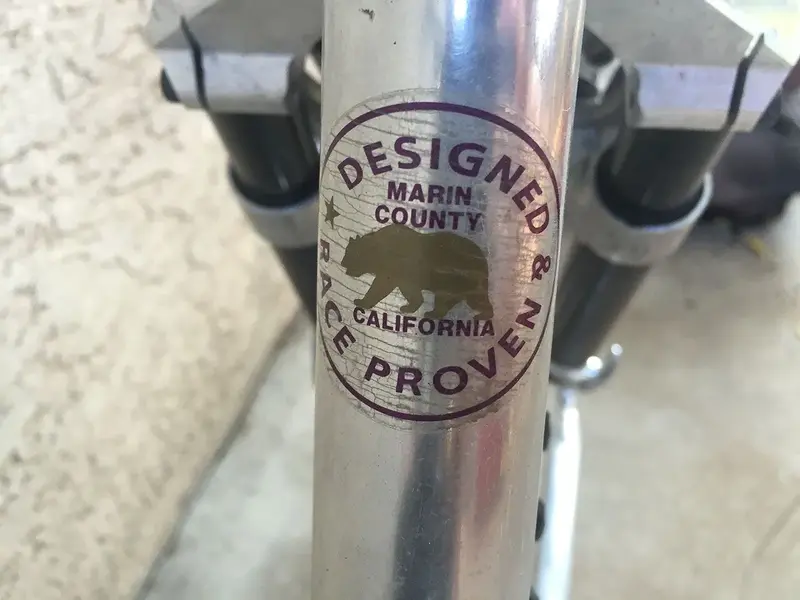 DESIGNED &
MARIN
COUNTY
CALIFORNIA
RACE PROVEN